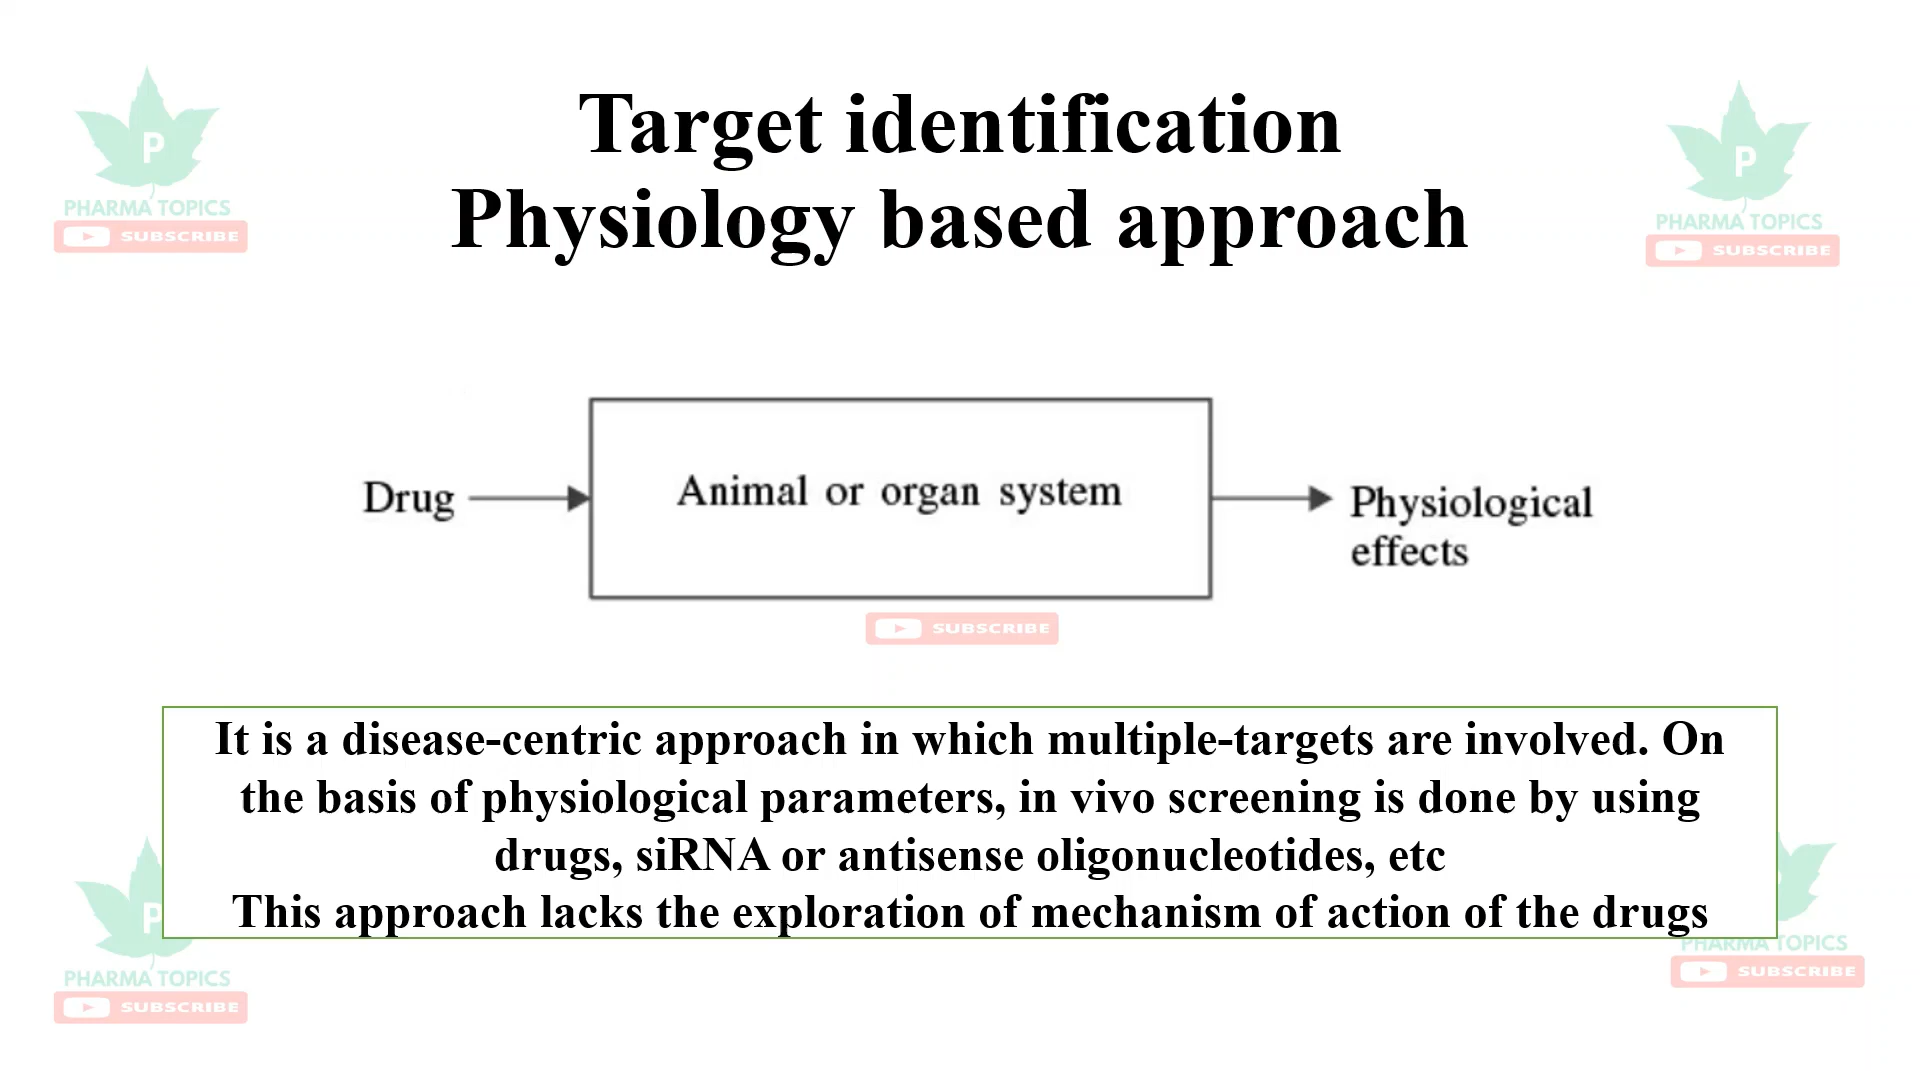 Target identification
Physiology based approach
P
PHARMA TOPICS
SUBSCRIBE
P
PHARMA TOPICS
SUBSCRIBE
Drug
Animal or organ system
Physiological
effects
SUBSCRIBE
It is a disease-centric approach in which multiple-targets are involved. On
the basis of physiological parameters, in vivo screening is done by using
drugs, siRNA or antisense oligonucleotides, etc
This approach lacks the exploration of mechanism of action of the drugs
P
PHARMA TOPICS
SUBSCRIBE
PHARMA TOPICS
SUBSCRIBE